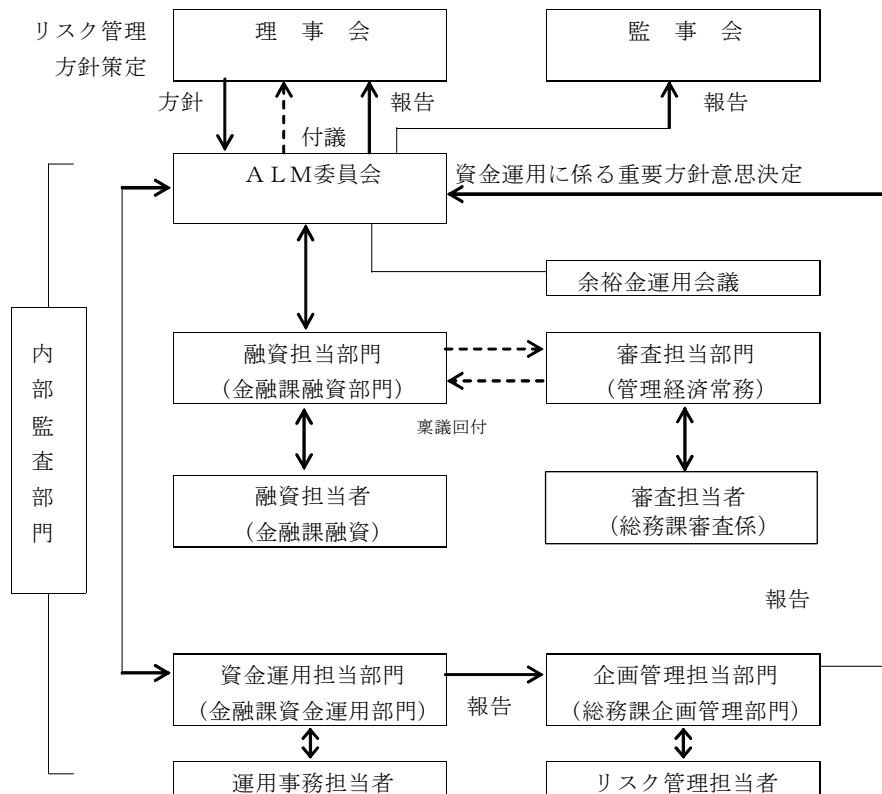 リスク管理
方針策定
理　事　会
監　事　会
方針
付議
報告
報告
ＡＬＭ委員会
資金運用に係る重要方針意思決定
余裕金運用会議
内部監査部門
融資担当部門
(金融課融資部門)
審査担当部門
(管理経済常務)
稟議回付
融資担当者
(金融課融資)
審査担当者
(総務課審査係)
報告
資金運用担当部門
(金融課資金運用部門)
報告
企画管理担当部門
(総務課企画管理部門)
運用事務担当者
リスク管理担当者